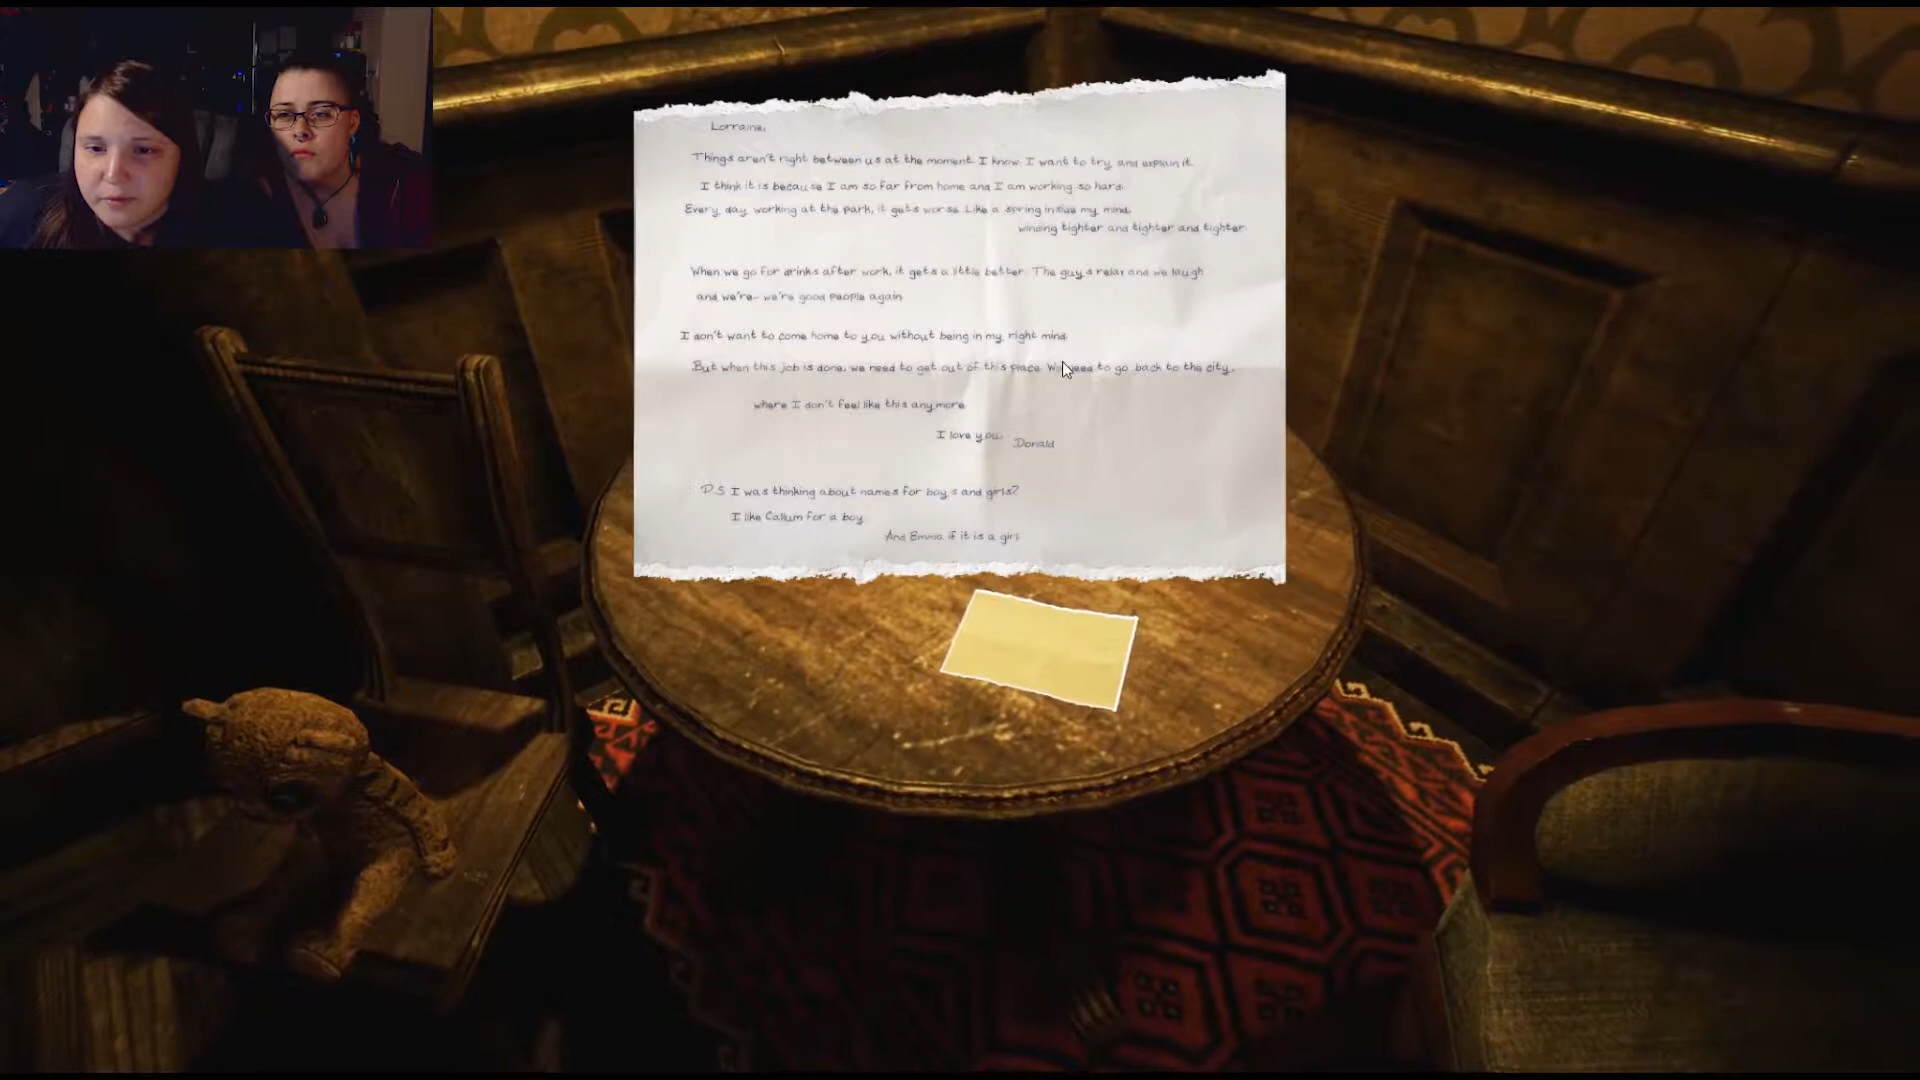 Lorraine,
Things aren't right between us at the moment. I know. I want to try and explain it.
I think it is because I am so far from home and I am working so hard.
Every day working at the park, it gets worse. Like a spring inside my mind,
winding tighter and tighter and tighter.
When we go for drinks after work, it gets a little better. The guys relax and we laugh
and we're- we're good people again.
I don't want to come home to you without being in my right mind.
But when this job is done, we need to get out of this place. We need to go back to the city,
where I don't feel like this anymore.
I love you.
Donald
P.S I was thinking about names for boys and girls?
I like Callum for a boy.
And Emma if it is a girl.